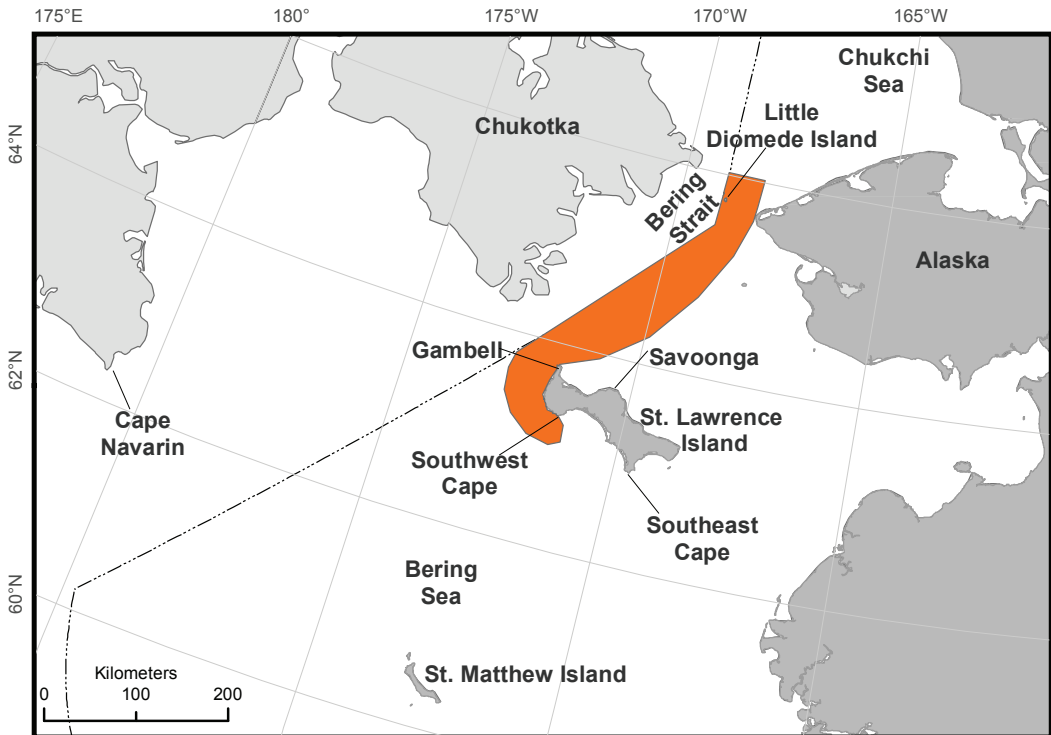 175°E
180°
175°W
170°W
165°W
Chukchi
Sea
Little
Diomede Island
Chukotka
64°N
Bering
Strait
Alaska
Gambell
Savoonga
62°N
Cape
Navarin
St. Lawrence
Island
Southwest
Cape
Southeast
Cape
Bering
Sea
60°N
St. Matthew Island
Kilometers
0 100 200